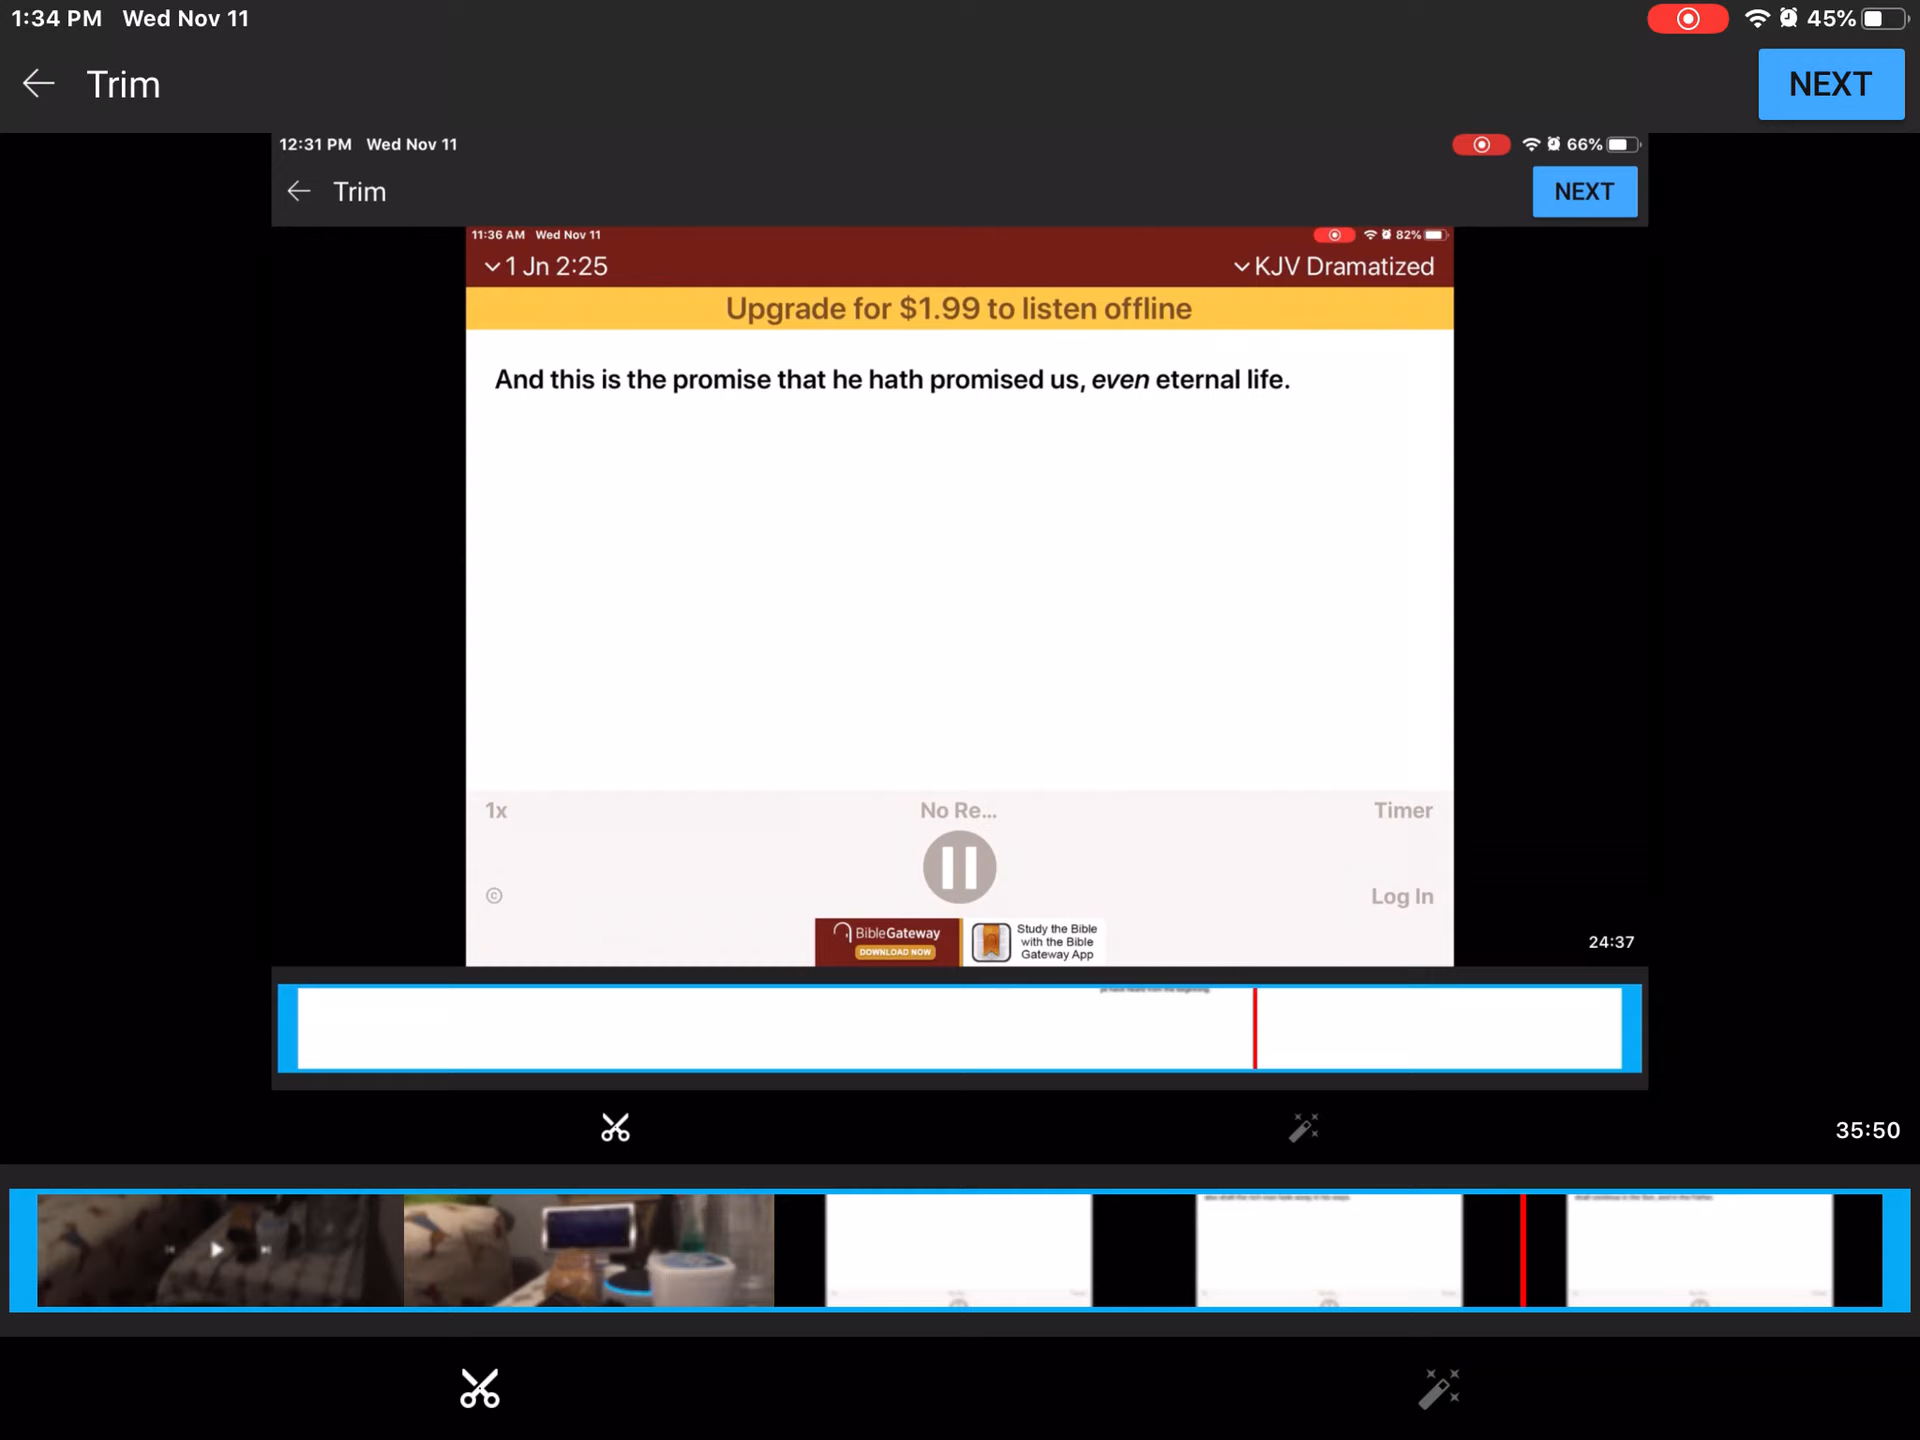 1:34 PM Wed Nov 11
45%
Trim
NEXT
12:31 PM Wed Nov 11
66%
Trim
NEXT
11:36 AM Wed Nov 11
82%
1 Jn 2:25
KJV Dramatized
Upgrade for $1.99 to listen offline
And this is the promise that he hath promised us, even eternal life.
1x
No Re...
Timer
©
Log In
BibleGateway
DOWNLOAD NOW
Study the Bible
with the Bible
Gateway App
24:37
35:50